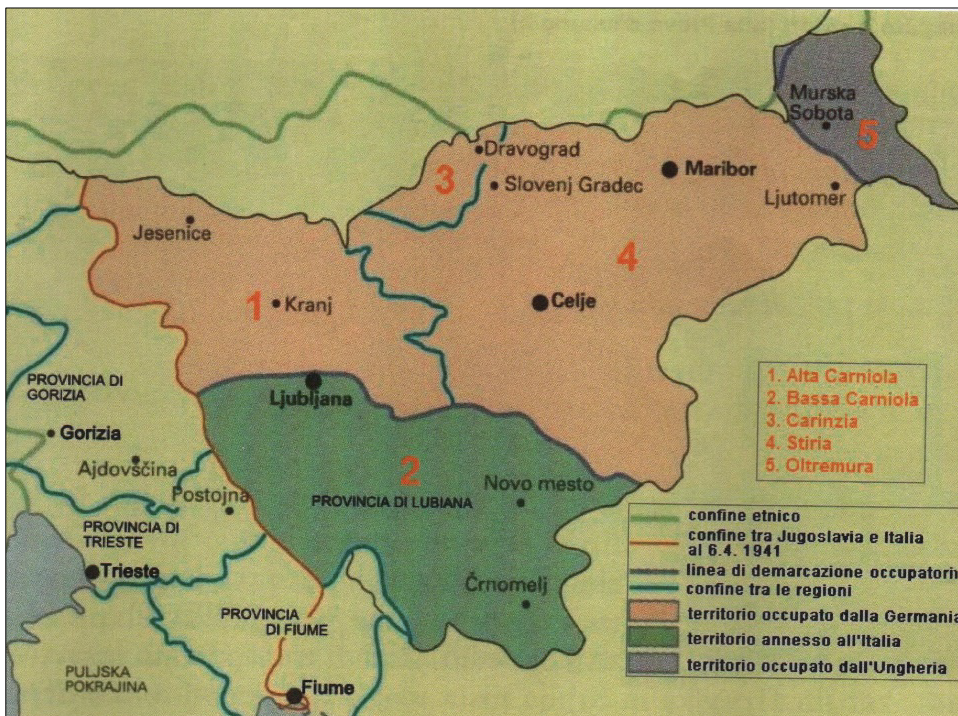 Murska
Sobota
5
Dravograd
3
Slovenj Gradec
Maribor
Ljutomer
Jesenice
4
1
Kranj
Celje
PROVINCIA DI
GORIZIA
Ljubljana
Gorizia
Ajdovščina
2
Postojna
PROVINCIA DI LUBIANA
Novo mesto
PROVINCIA DI
TRIESTE
Trieste
Črnomelj
PROVINCIA
DI FIUME
PULJSKA
POKRAJINA
Fiume
1. Alta Carniola
2. Bassa Carniola
3. Carinzia
4. Stiria
5. Oltremura
confine etnico
confine tra Jugoslavia e Italia
al 6.4. 1941
linea di demarcazione occupatori
confine tra le regioni
territorio occupato dalla Germania
territorio annesso all'Italia
territorio occupato dall'Ungheria